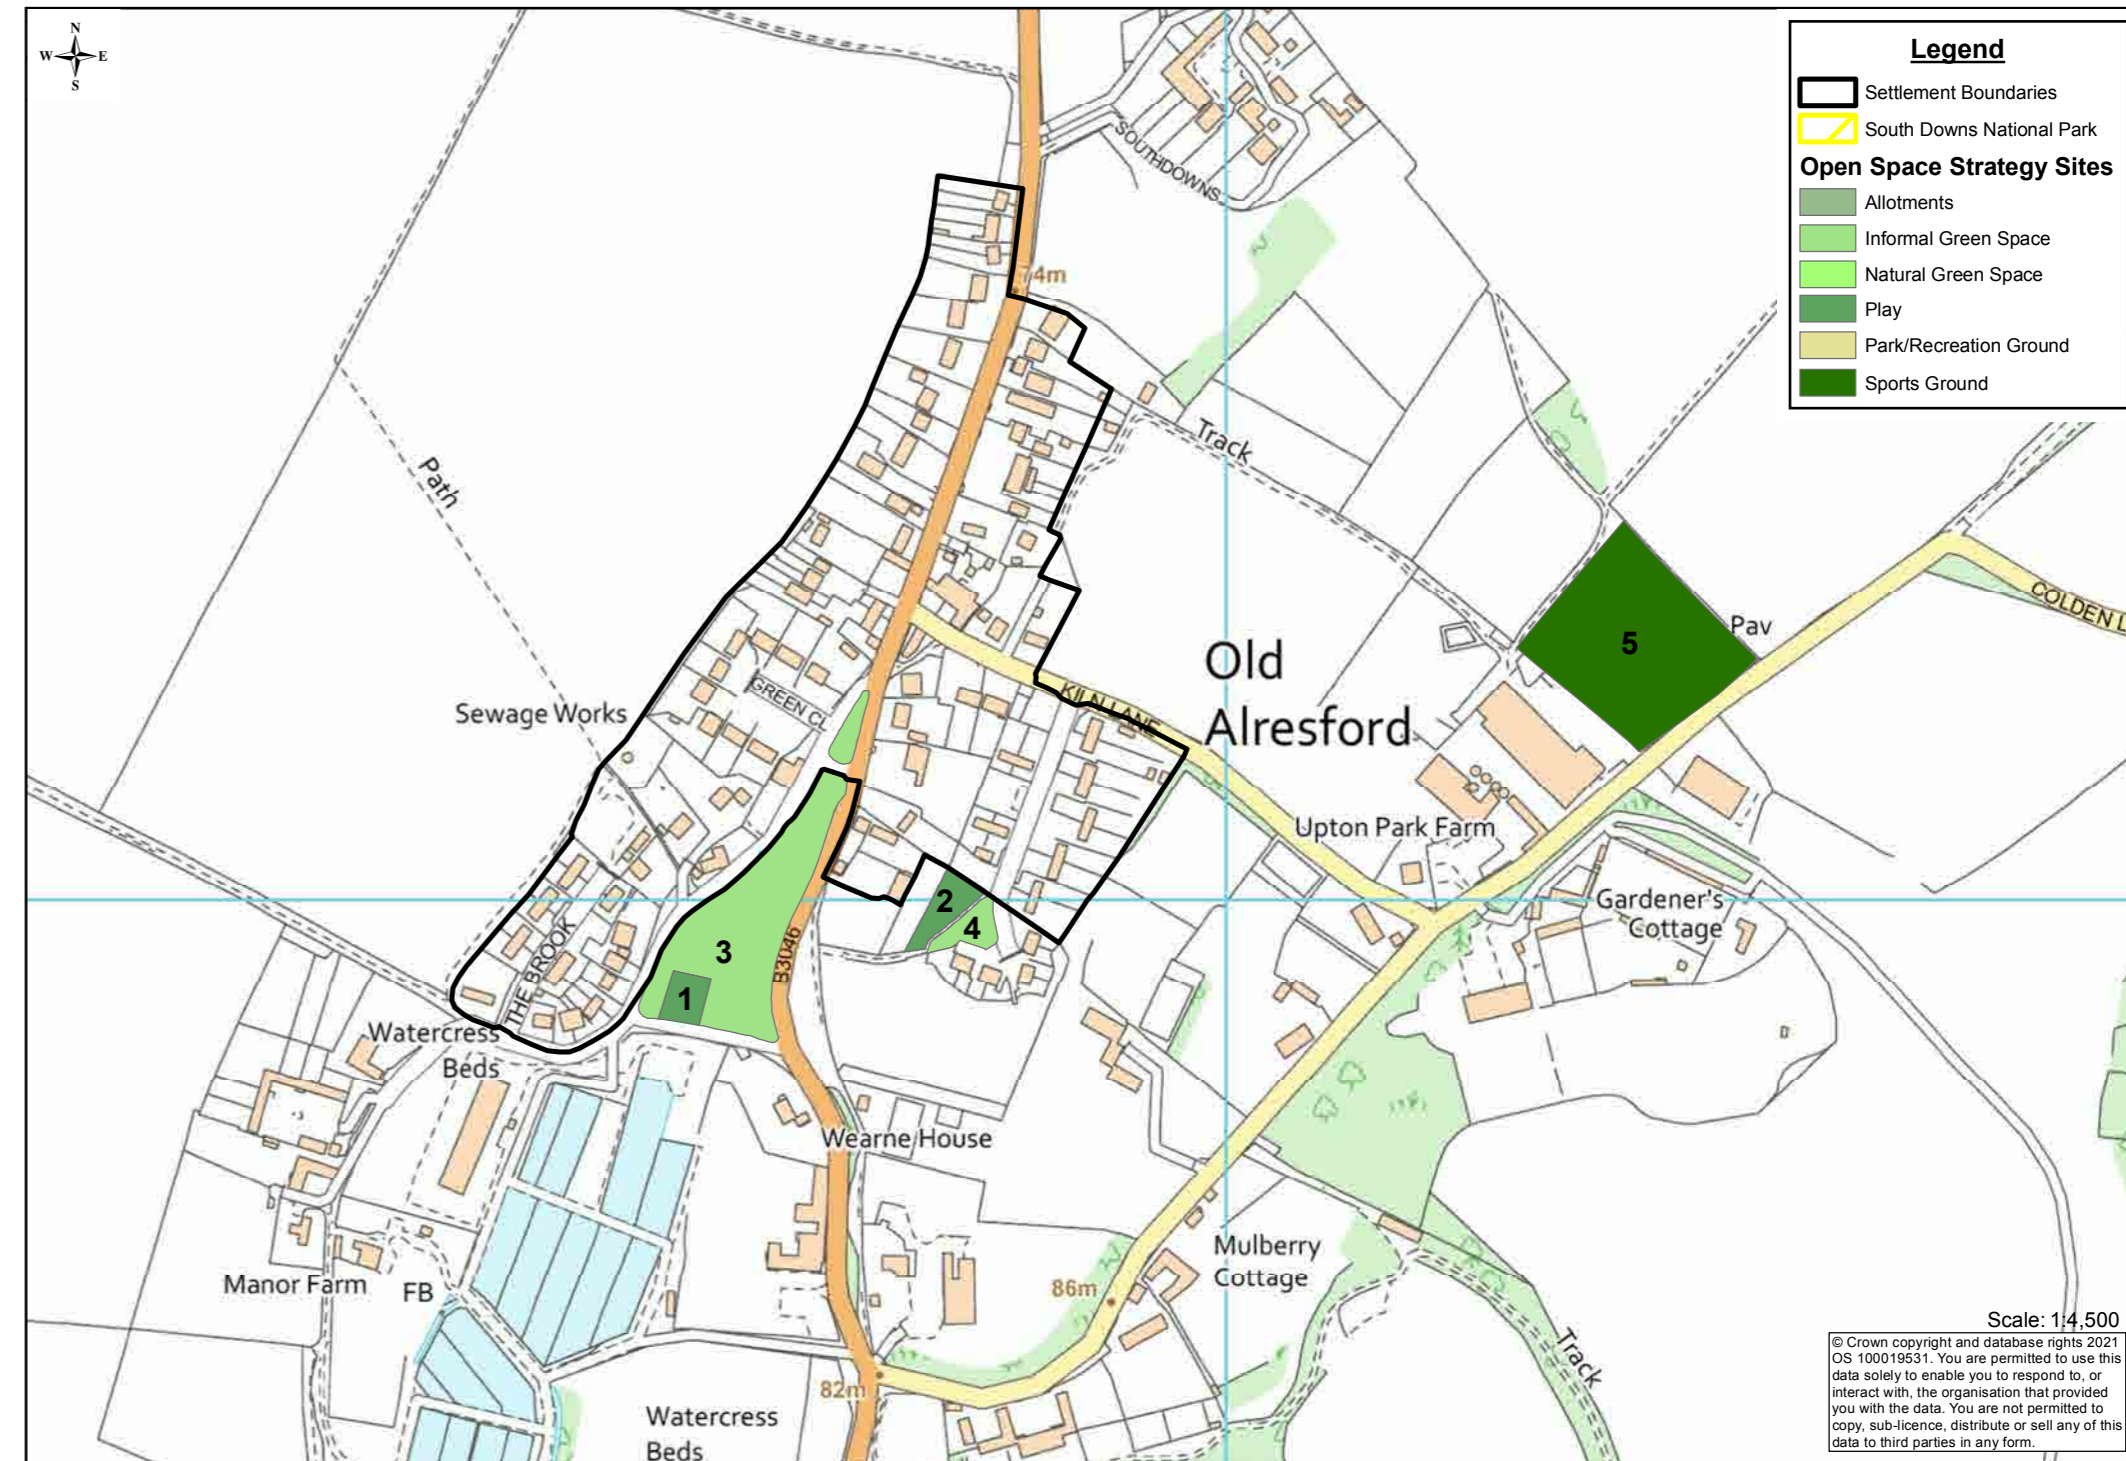 N
W E
S
Legend
Settlement Boundaries
South Downs National Park
Open Space Strategy Sites
Allotments
Informal Green Space
Natural Green Space
Play
Park/Recreation Ground
Sports Ground
SOUTHDOWNS
74m
Track
Path
COLDEN L
Pav
5
Old
Alresford
KILN LANE
GREEN CL
Sewage Works
Upton Park Farm
Gardener's
Cottage
2
4
3
B3046
1
THE BROOK
Watercress
Beds
Wearne House
Manor Farm
FB
Mulberry
Cottage
86m
82m
Track
Watercress
Beds
Scale: 1:4,500
© Crown copyright and database rights 2021
OS 100019531. You are permitted to use this
data solely to enable you to respond to, or
interact with, the organisation that provided
you with the data. You are not permitted to
copy, sub-licence, distribute or sell any of this
data to third parties in any form.